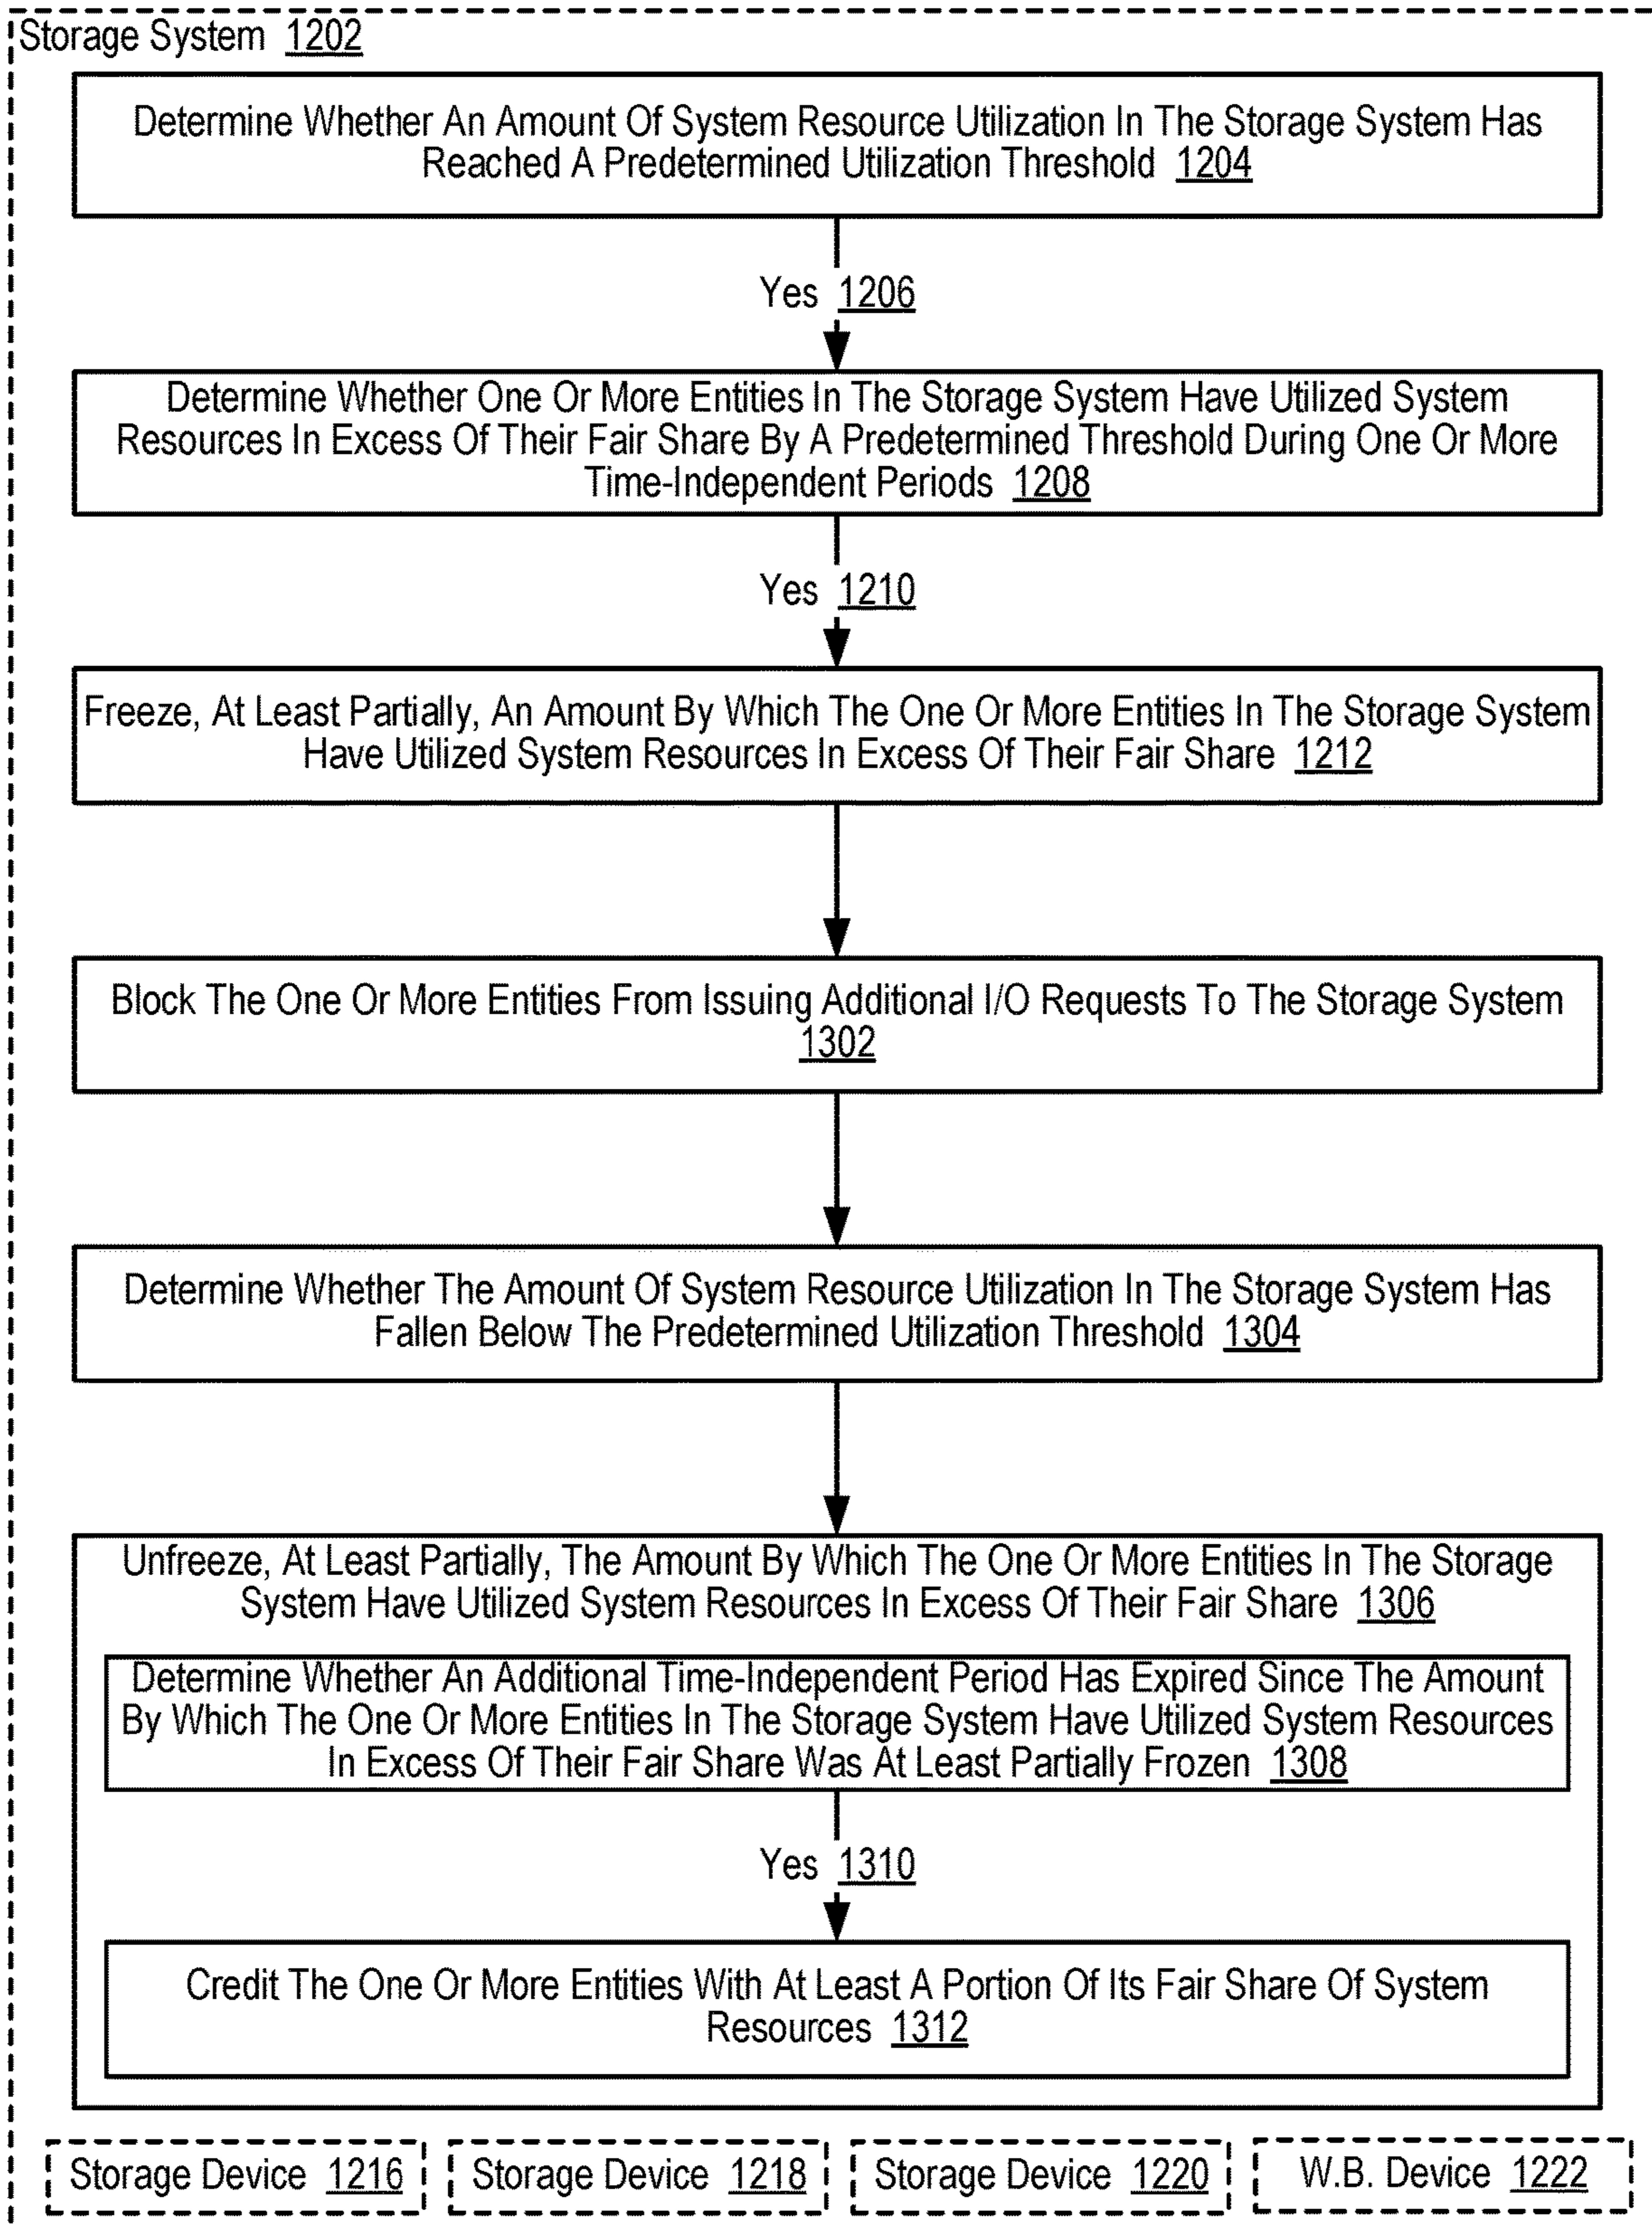 Storage System 1202
Determine Whether An Amount Of System Resource Utilization In The Storage System Has
Reached A Predetermined Utilization Threshold 1204
Yes 1206
Determine Whether One Or More Entities In The Storage System Have Utilized System
Resources In Excess Of Their Fair Share By A Predetermined Threshold During One Or More
Time-Independent Periods 1208
Yes 1210
Freeze, At Least Partially, An Amount By Which The One Or More Entities In The Storage System
Have Utilized System Resources In Excess Of Their Fair Share 1212
Block The One Or More Entities From Issuing Additional I/O Requests To The Storage System
1302
Determine Whether The Amount Of System Resource Utilization In The Storage System Has
Fallen Below The Predetermined Utilization Threshold 1304
Unfreeze, At Least Partially, The Amount By Which The One Or More Entities In The Storage
System Have Utilized System Resources In Excess Of Their Fair Share 1306
Determine Whether An Additional Time-Independent Period Has Expired Since The Amount
By Which The One Or More Entities In The Storage System Have Utilized System Resources
In Excess Of Their Fair Share Was At Least Partially Frozen 1308
Yes 1310
Credit The One Or More Entities With At Least A Portion Of Its Fair Share Of System
Resources 1312
Storage Device 1216
Storage Device 1218
Storage Device 1220
W.B. Device 1222